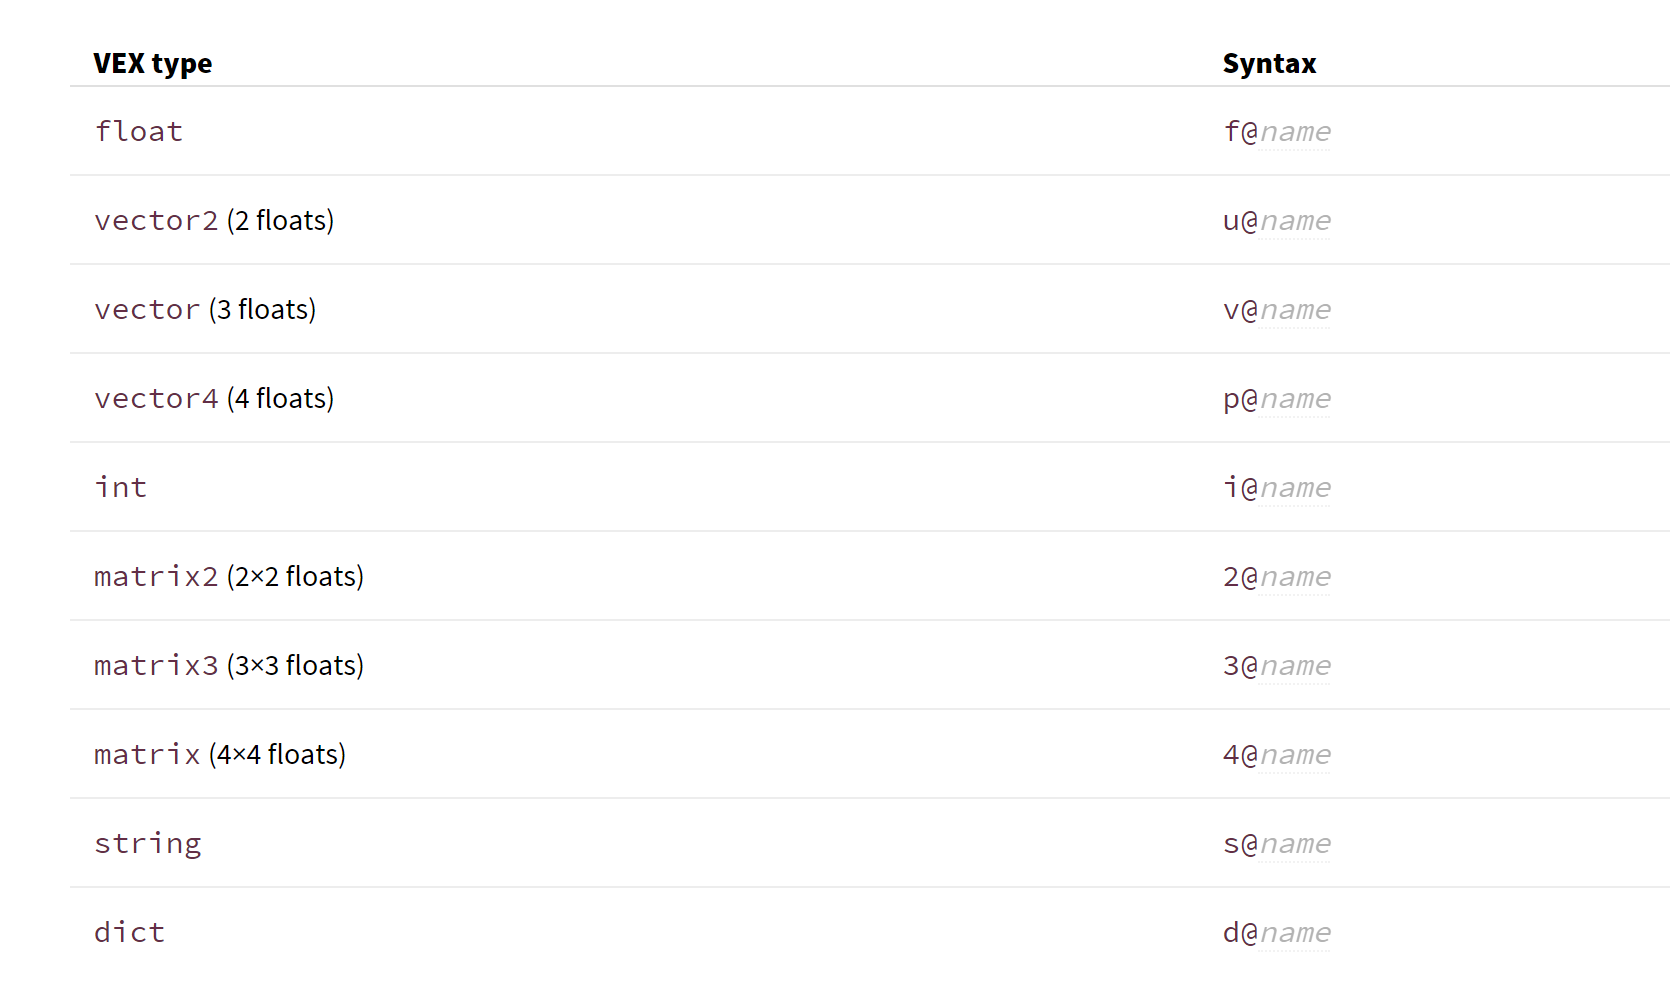 VEX type Syntax
float f@name
vector2 (2 floats) u@name
vector (3 floats) v@name
vector4 (4 floats) p@name
int i@name
matrix2 (2×2 floats) 2@name
matrix3 (3×3 floats) 3@name
matrix (4×4 floats) 4@name
string s@name
dict d@name